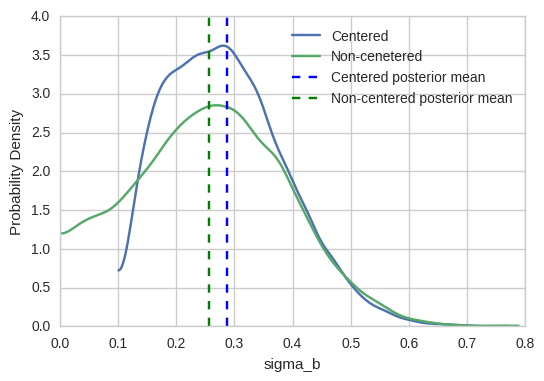 4.0
3.5
3.0
2.5
2.0
1.5
1.0
0.5
0.0
Probability Density
Centered
Non-cenetered
Centered posterior mean
Non-centered posterior mean
0.0 0.1 0.2 0.3 0.4 0.5 0.6 0.7 0.8
sigma_b